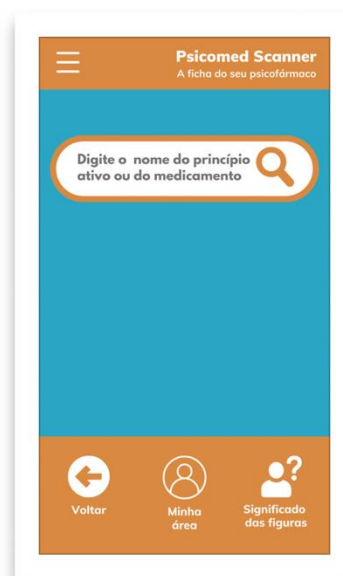 Psicomed Scanner
A ficha do seu psicofármaco
Digite o nome do princípio
ativo ou do medicamento
Voltar
Minha
área
Significado
das figuras